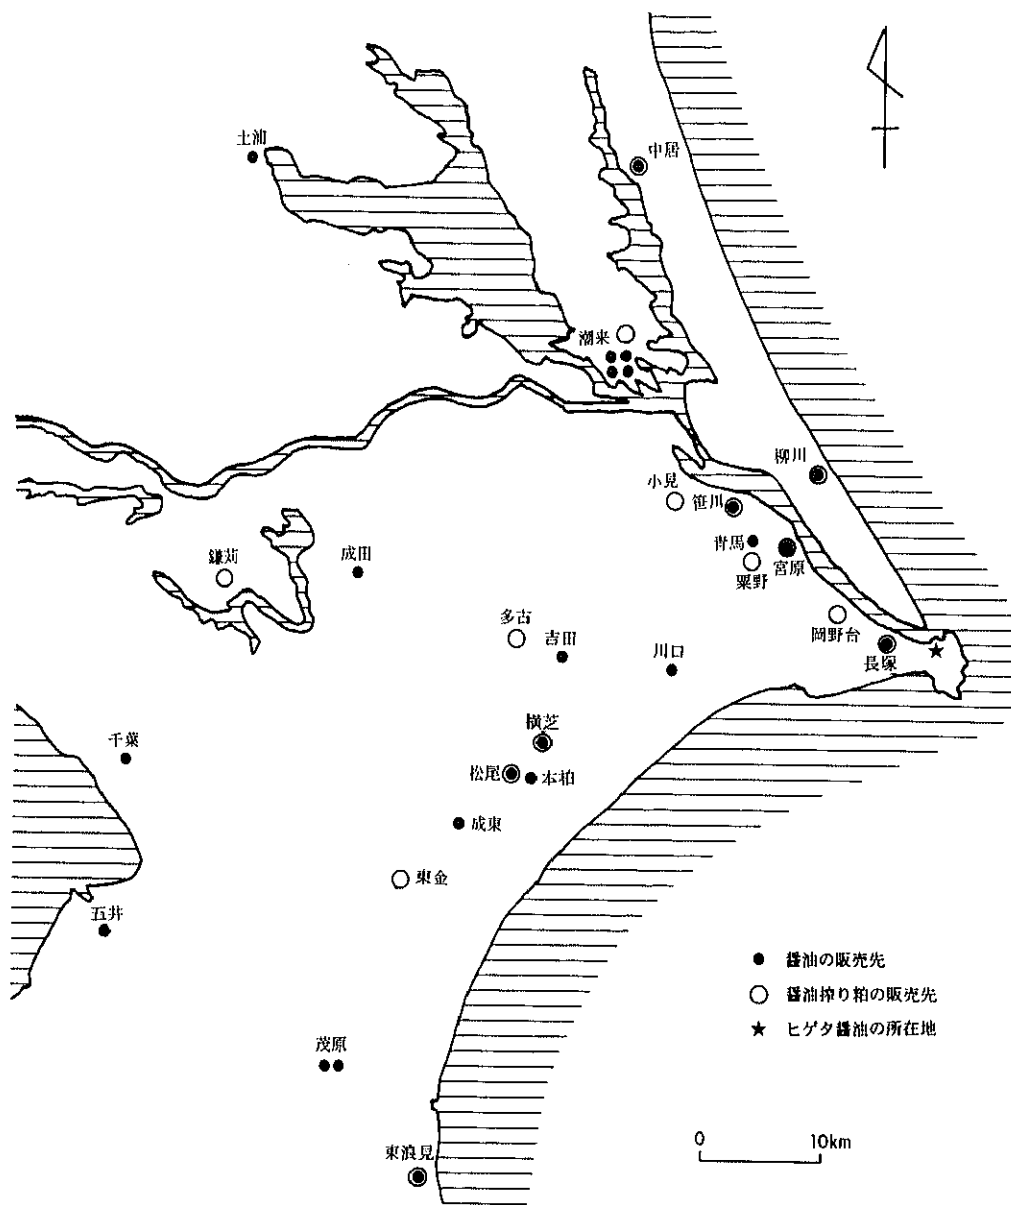 土浦
中居
潮来
柳川
小見
笹川
青馬
宮原
粟野
鎌苅
成田
多古
吉田
川口
岡野台
長塚
横芝
千葉
松尾
本柏
成東
東金
五井
醤油の販売先
醤油搾り粕の販売先
ヒゲタ醤油の所在地
茂原
0 10km
東浪見